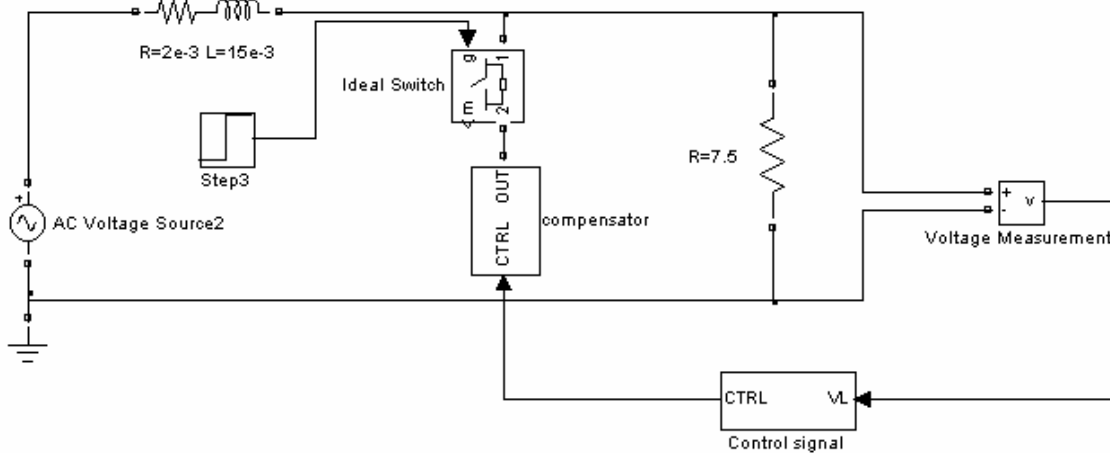 R=2e-3 L=15e-3
Ideal Switch
g
1
m
2
Step3
+
AC Voltage Source2
OUT
CTRL
compensator
R=7.5
+
-
v
Voltage Measurement
CTRL
VL
Control signal